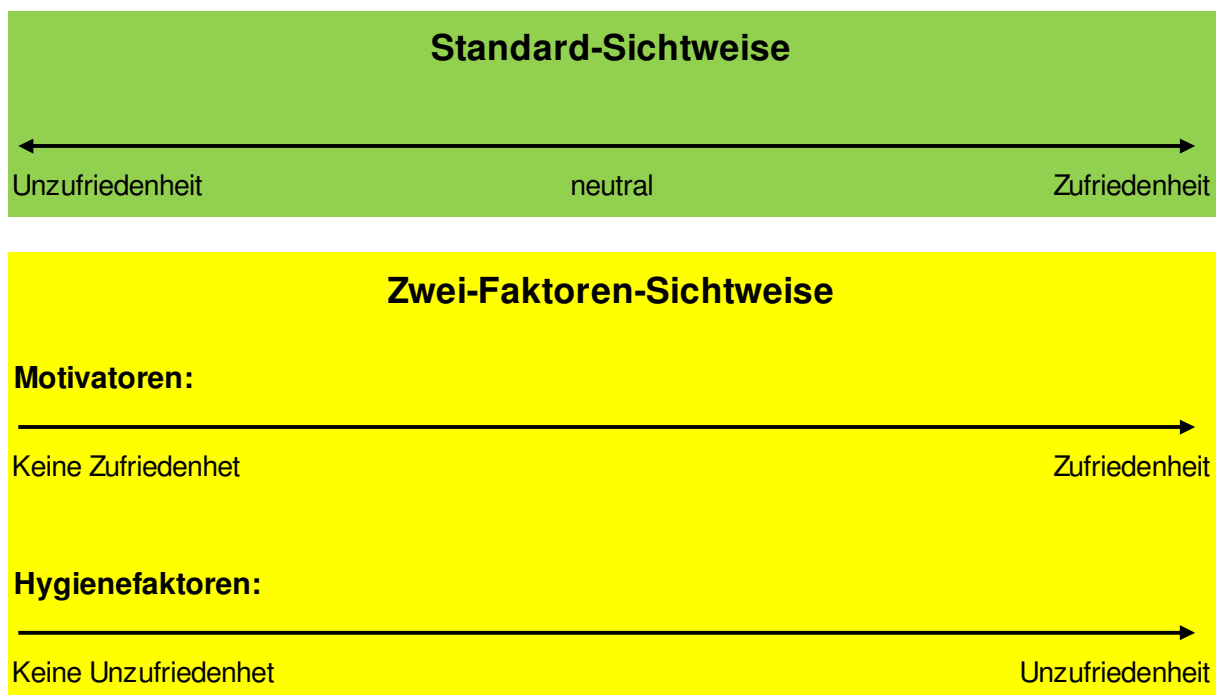 Standard-Sichtweise
Unzufriedenheit neutral Zufriedenheit
Zwei-Faktoren-Sichtweise
Motivatoren:
Keine Zufriedenhet Zufriedenheit
Hygienefaktoren:
Keine Unzufriedenhet Unzufriedenheit